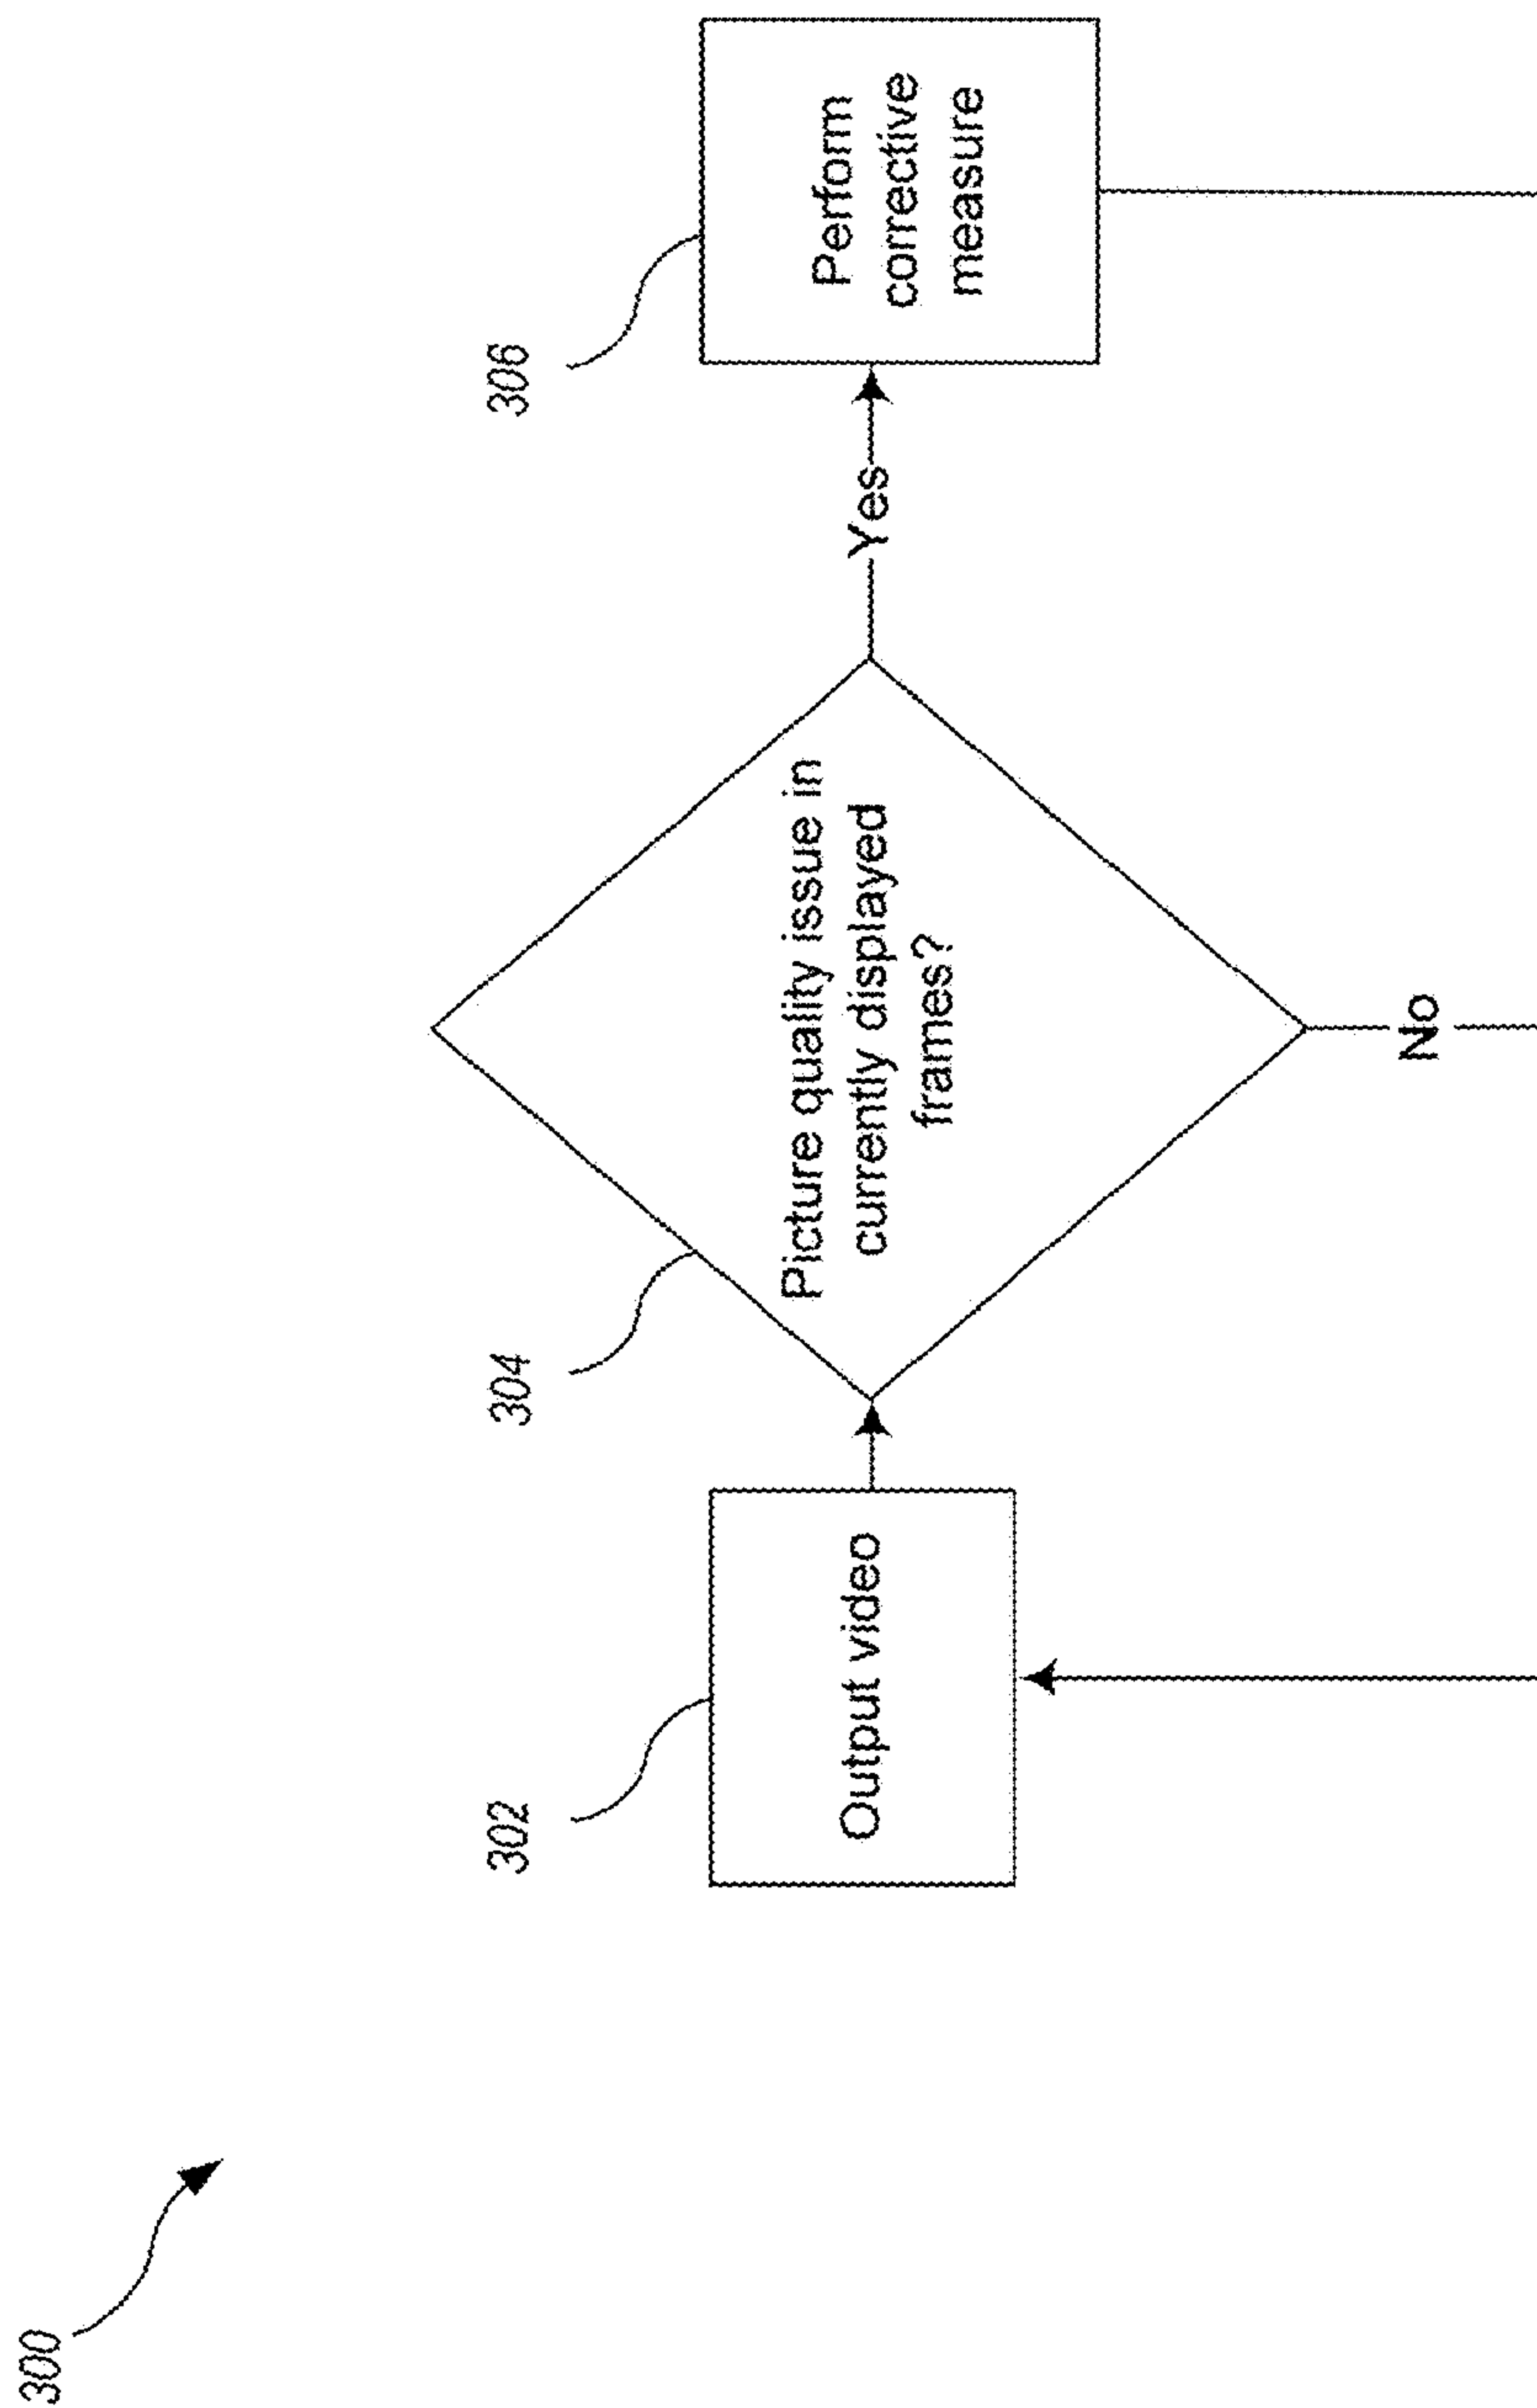 300
302
304
306
Output video
Picture quality issue in
currently displayed
frames?
Yes
Perform
corrective
measure
No